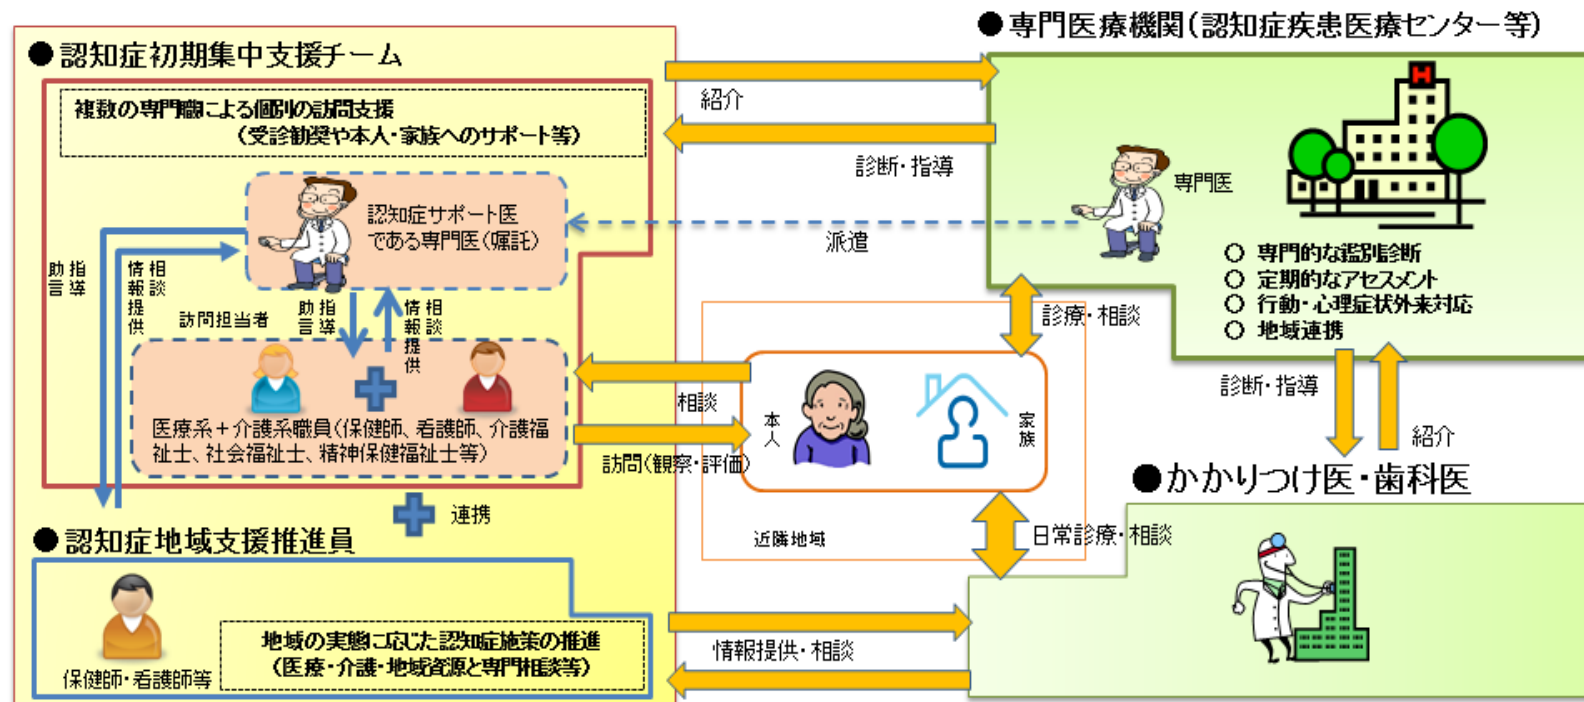 ●認知症初期集中支援チーム
複数の専門職による個別の訪問支援
(受診勧奨や本人・家族へのサポート等)
認知症サポート医
である専門医(嘱託)
指導
助言
相談
情報提供
訪問担当者
指導
助言
相談
情報提供
医療系+介護系職員(保健師、看護師、介護福
祉士、社会福祉士、精神保健福祉士等)
連携
●認知症地域支援推進員
保健師・看護師等
地域の実態に応じた認知症施策の推進
(医療・介護・地域資源と専門相談等)
紹介
診断・指導
派遣
診療・相談
相談
訪問(観察・評価)
本人
家族
近隣地域
日常診療・相談
情報提供・相談
●専門医療機関(認知症疾患医療センター等)
H
専門医
○ 専門的な鑑別診断
○ 定期的なアセスメント
○ 行動・心理症状外来対応
○ 地域連携
診断・指導
紹介
●かかりつけ医・歯科医